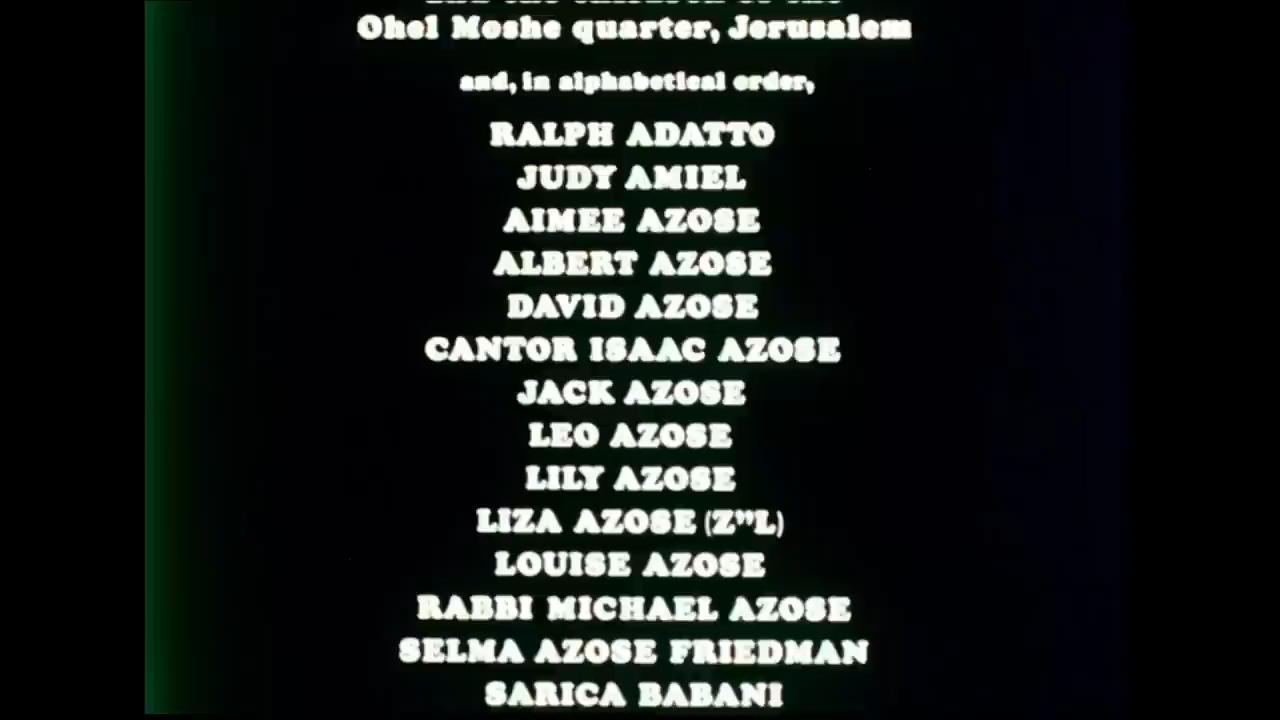 Ohel Moshe quarter, Jerusalem
and, in alphabetical order,
RALPH ADATTO
JUDY AMIEL
AIMEE AZOSE
ALBERT AZOSE
DAVID AZOSE
CANTOR ISAAC AZOSE
JACK AZOSE
LEO AZOSE
LILY AZOSE
LIZA AZOSE (Z”L)
LOUISE AZOSE
RABBI MICHAEL AZOSE
SELMA AZOSE FRIEDMAN
SARICA BABANI